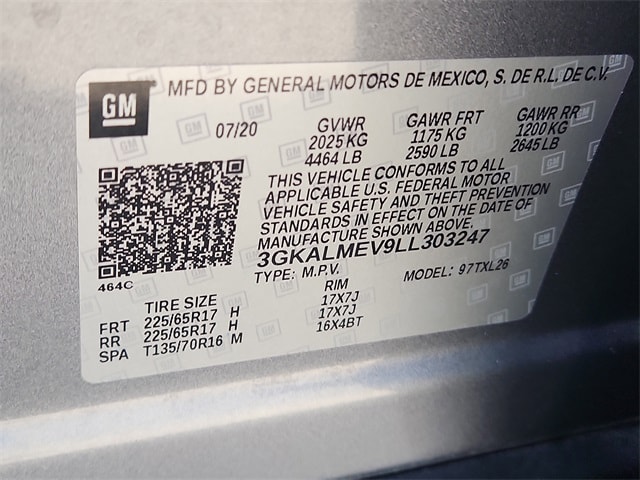 GM MFD BY GENERAL MOTORS DE MEXICO, S. DE R.L. DE C.V.
07/20 GVWR GAWR FRT GAWR RR
2025 KG 1175 KG 1200 KG
4464 LB 2590 LB 2645 LB
THIS VEHICLE CONFORMS TO ALL
APPLICABLE U.S. FEDERAL MOTOR
VEHICLE SAFETY AND THEFT PREVENTION
STANDARDS IN EFFECT ON THE DATE OF
MANUFACTURE SHOWN ABOVE.
3GKALMEV9LL303247
464C TYPE: M.P.V. MODEL: 97TXL26
TIRE SIZE RIM
FRT 225/65R17 H 17X7J
RR 225/65R17 H 17X7J
SPA T135/70R16 M 16X4BT